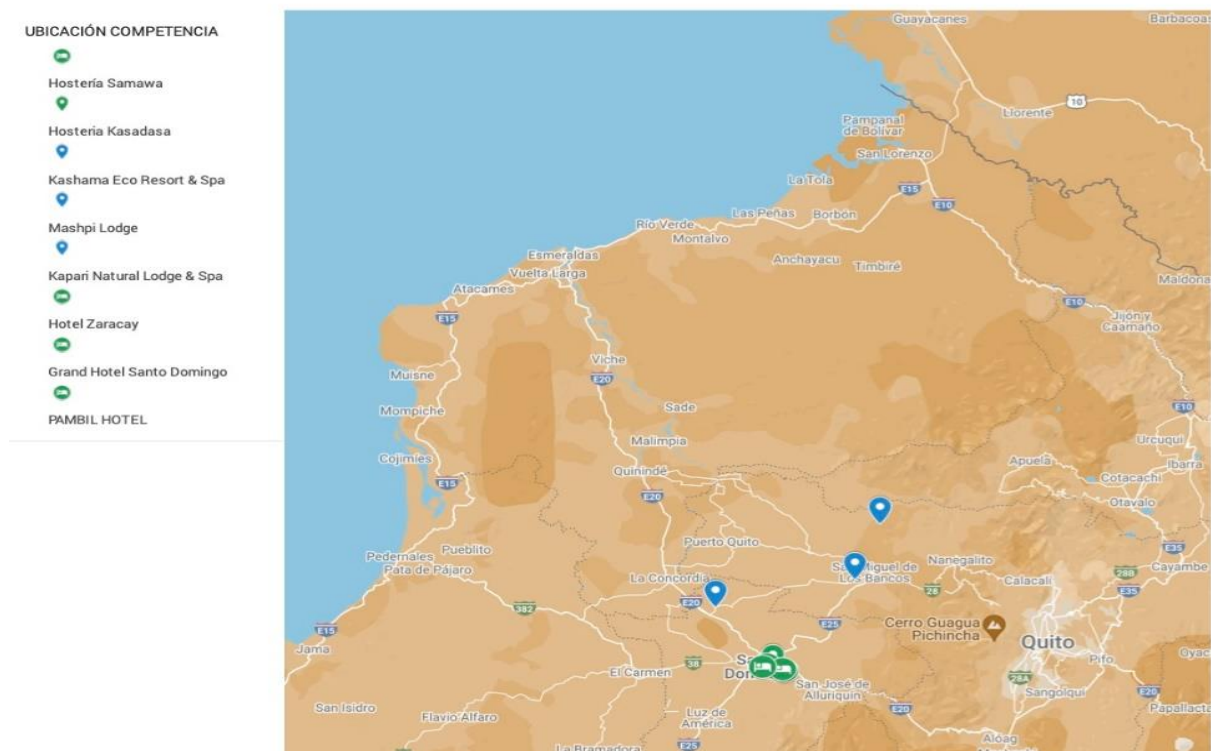 UBICACIÓN COMPETENCIA
Hostería Samawa
Hosteria Kasadasa
Kashama Eco Resort & Spa
Mashpi Lodge
Kapari Natural Lodge & Spa
Hotel Zaracay
Grand Hotel Santo Domingo
PAMBIL HOTEL
Guayacanes
Barbacoas
10
Llorente
Pampanal
de Bolívar
San Lorenzo
La Tola
E15
E10
Las Peñas
Borbón
Río Verde
Montalvo
Esmeraldas
Vuelta Larga
Anchayacu
Timbiré
Maldona
Atacames
E10
E15
Jijón y
Caamaño
Viche
E20
Muisne
Sade
E10
Mompiche
Malimpia
Urcuqui
Cojimies
Quinindé
Apuela
Ibarra
E15
Cotacachi
E20
Otavalo
Puerto Quito
Pedernales
Pueblito
Nanegalito
E35
Pata de Pájaro
La Concordia
San Miguel de
Los Bancos
Calacalí
28B
Cayambe
E20
28
E35
382
Cerro Guagua
Pichincha
E15
E25
Quito
Jama
38
Pifo
El Carmen
San José de
Alluriquín
28A
Sangolqui
E20
San Isidro
Flavio Alfaro
Luz de
América
E20
Papallacta
Alóag
E25
La Bramadora